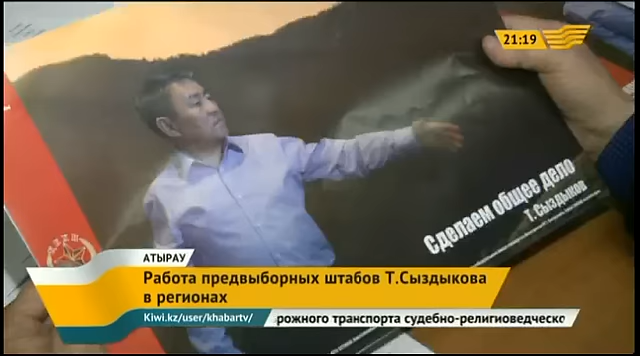 21:19
Сделаем общее дело
Т. Сыздыков
АТЫРАУ
Работа предвыборных штабов Т.Сыздыкова
в регионах
Kiwi.kz/user/khabartv/
рожного транспорта судебно-религиоведческо